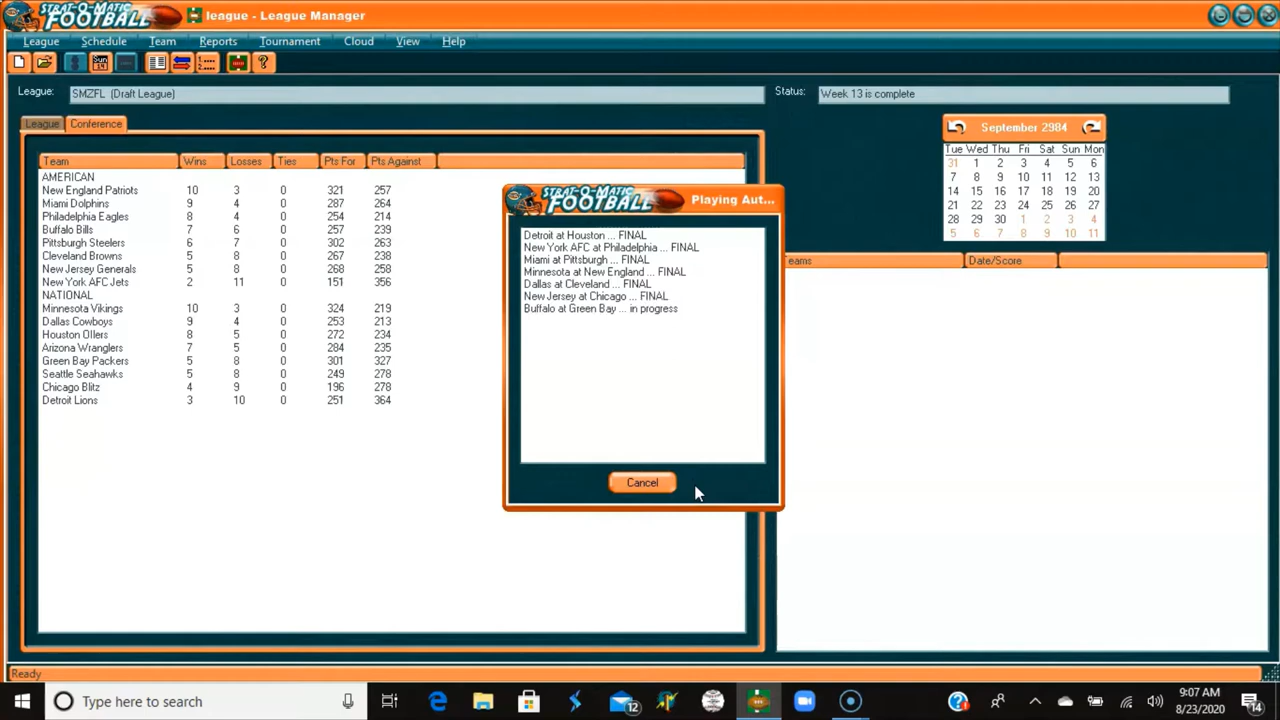 STRAT-O-MATIC FOOTBALL league - League Manager
League Schedule Team Reports Tournament Cloud View Help
Sun 14
League: SMZFL (Draft League) Status: Week 13 is complete
League Conference
Team Wins Losses Ties Pts For Pts Against
AMERICAN
New England Patriots 10 3 0 321 257
Miami Dolphins 9 4 0 287 264
Philadelphia Eagles 8 4 0 254 214
Buffalo Bills 7 6 0 257 239
Pittsburgh Steelers 6 7 0 302 263
Cleveland Browns 5 8 0 267 238
New Jersey Generals 5 8 0 268 258
New York AFC Jets 2 11 0 151 356
NATIONAL
Minnesota Vikings 10 3 0 324 219
Dallas Cowboys 9 4 0 253 213
Houston Oilers 8 5 0 272 234
Arizona Wranglers 7 5 0 284 235
Green Bay Packers 5 8 0 301 327
Seattle Seahawks 5 8 0 249 278
Chicago Blitz 4 9 0 196 278
Detroit Lions 3 10 0 251 364
STRAT-O-MATIC FOOTBALL Playing Aut...
Detroit at Houston ... FINAL
New York AFC at Philadelphia ... FINAL
Miami at Pittsburgh ... FINAL
Minnesota at New England ... FINAL
Dallas at Cleveland ... FINAL
New Jersey at Chicago ... FINAL
Buffalo at Green Bay ... in progress
Cancel
September 2984
Tue Wed Thu Fri Sat Sun Mon
31 1 2 3 4 5 6
7 8 9 10 11 12 13
14 15 16 17 18 19 20
21 22 23 24 25 26 27
28 29 30 1 2 3 4
5 6 7 8 9 10 11
eams Date/Score
Ready
Type here to search 12 9:07 AM
8/23/2020 14